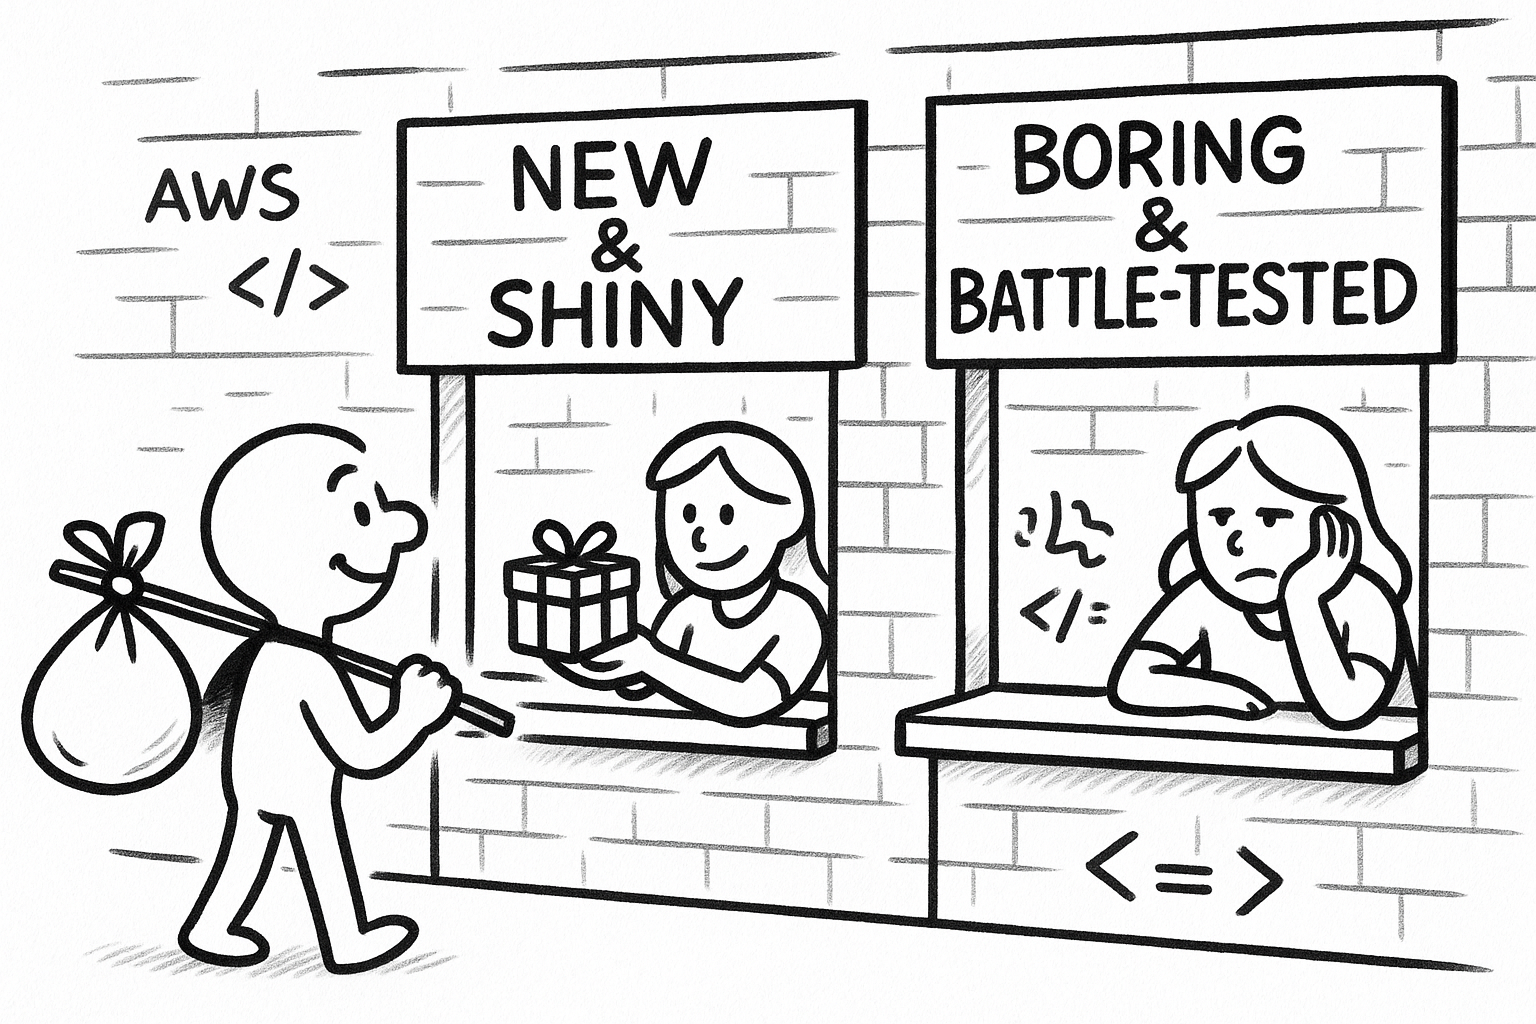 AWS
</>
NEW
&
SHINY
BORING
&
BATTLE-TESTED
</=
<=>